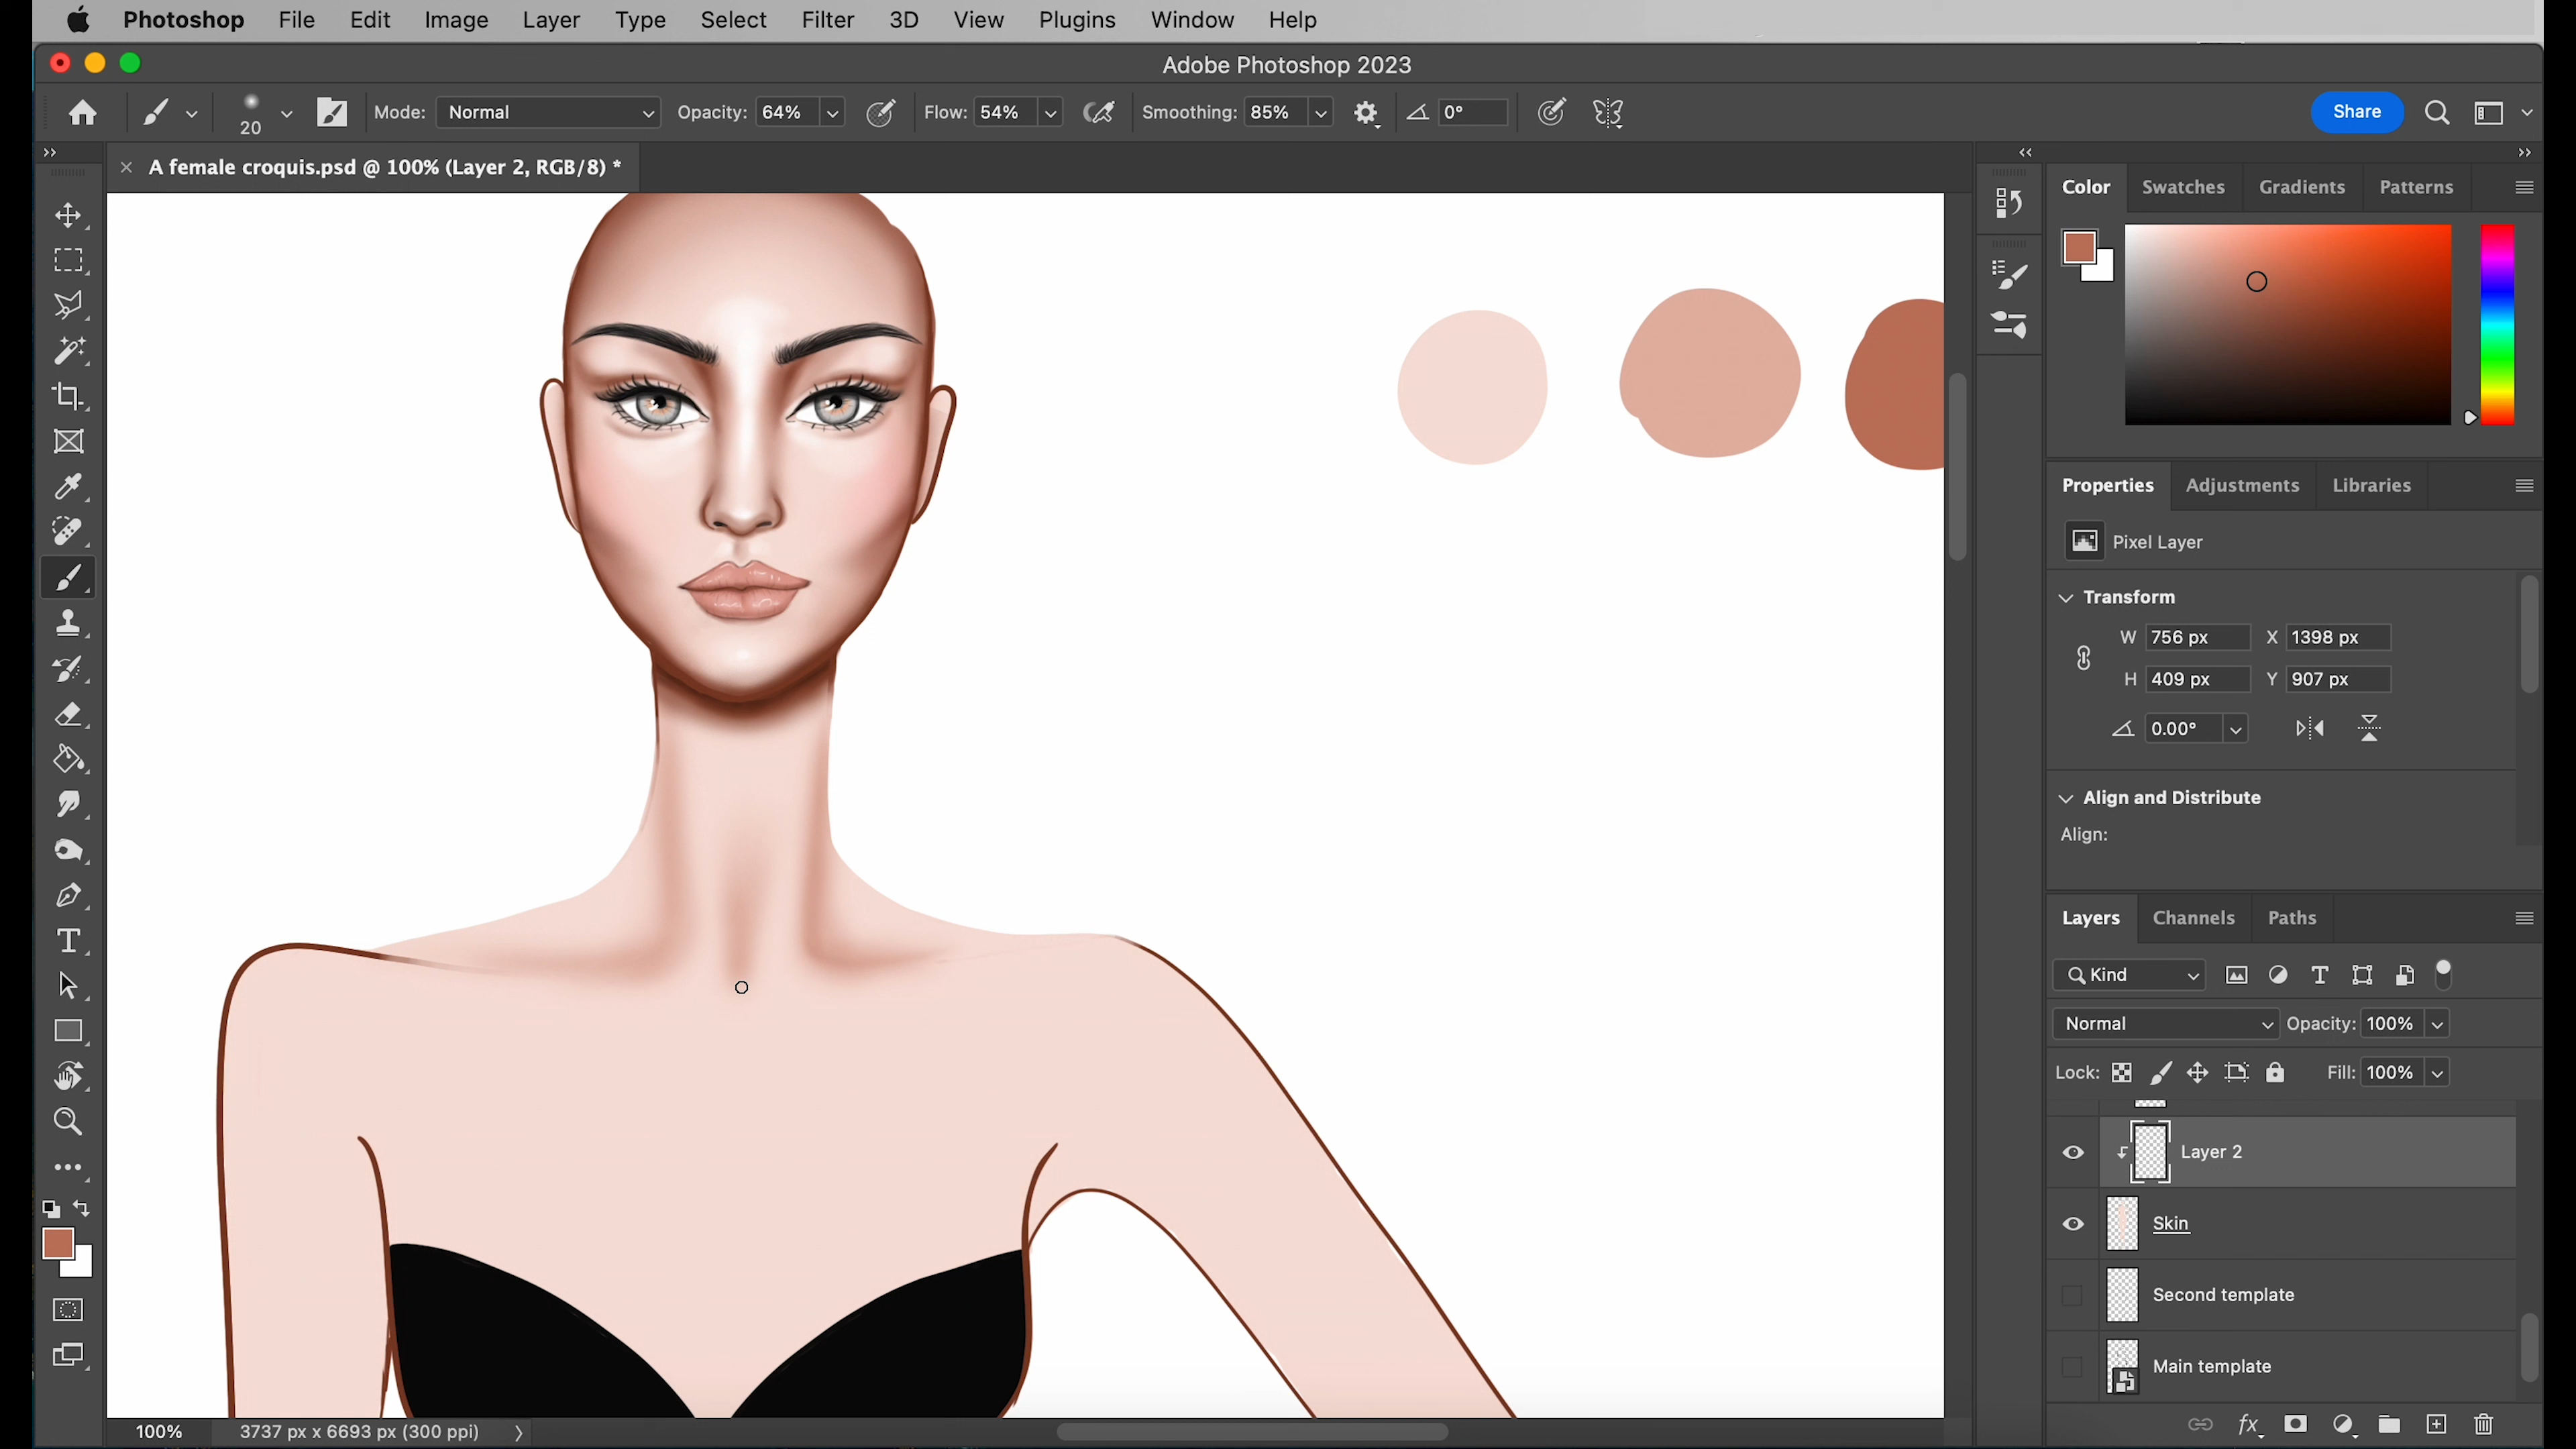 Photoshop File Edit Image Layer Type Select Filter 3D View Plugins Window Help
Adobe Photoshop 2023
20 Mode: Normal Opacity: 64% Flow: 54% Smoothing: 85% 0° Share
A female croquis.psd @ 100% (Layer 2, RGB/8) *
Color Swatches Gradients Patterns
Properties Adjustments Libraries
Pixel Layer
Transform
W 756 px X 1398 px
H 409 px Y 907 px
0.00°
Align and Distribute
Align:
Layers Channels Paths
Kind
Normal Opacity: 100%
Lock: Fill: 100%
Layer 2
Skin
Second template
Main template
100% 3737 px x 6693 px (300 ppi)